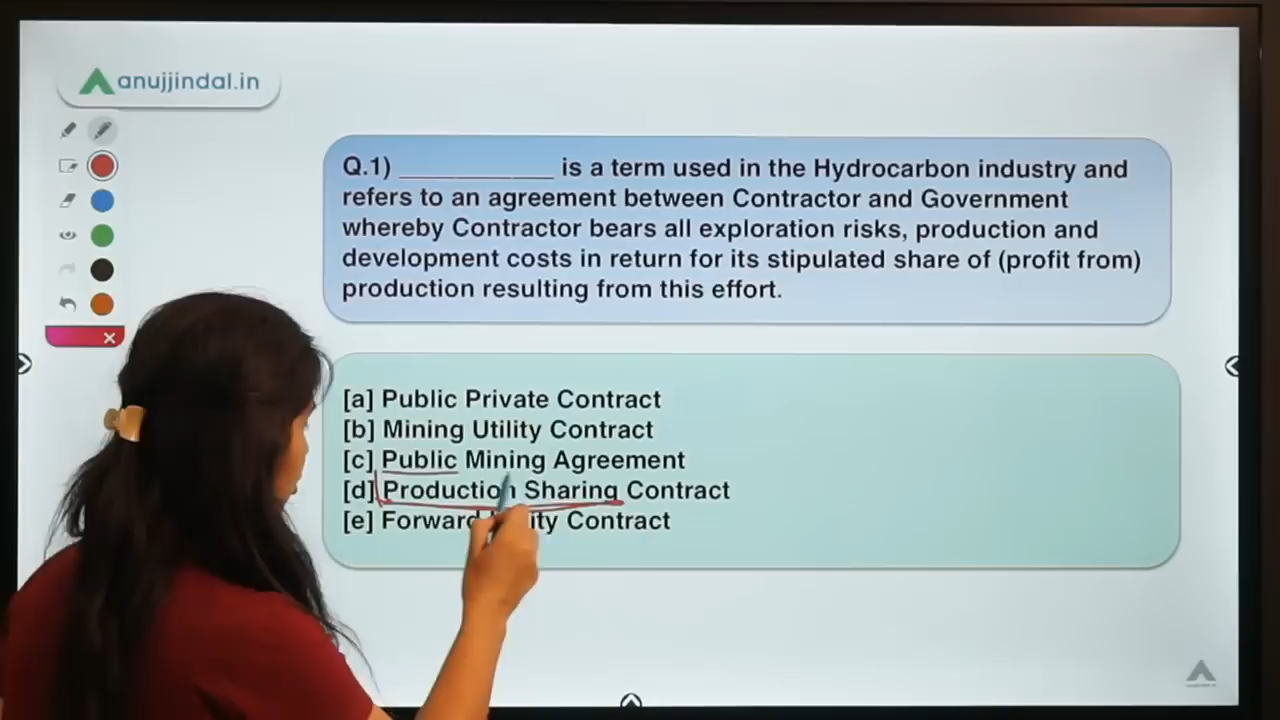 anujjindal.in
Q.1) ____________ is a term used in the Hydrocarbon industry and
refers to an agreement between Contractor and Government
whereby Contractor bears all exploration risks, production and
development costs in return for its stipulated share of (profit from)
production resulting from this effort.
[a] Public Private Contract
[b] Mining Utility Contract
[c] Public Mining Agreement
[d] Production Sharing Contract
[e] Forward Contract